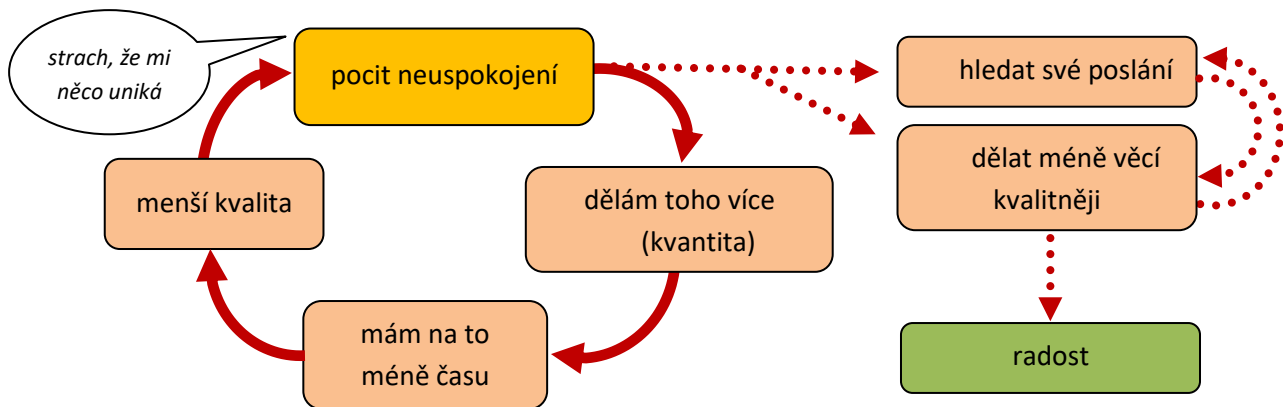 strach, že mi
něco uniká
pocit neuspokojení
hledat své poslání
dělat méně věcí
kvalitněji
menší kvalita
dělám toho více
(kvantita)
mám na to
méně času
radost